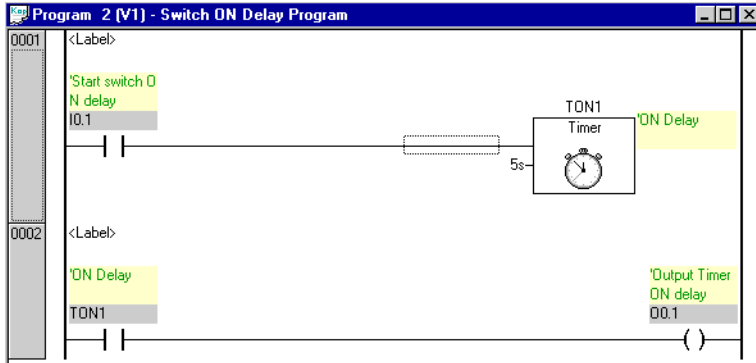 Kop Program 2 (V1) - Switch ON Delay Program
0001
<Label>
'Start switch O
N delay
I0.1
TON1
Timer
'ON Delay
5s
0002
<Label>
'ON Delay
TON1
'Output Timer
ON delay
O0.1